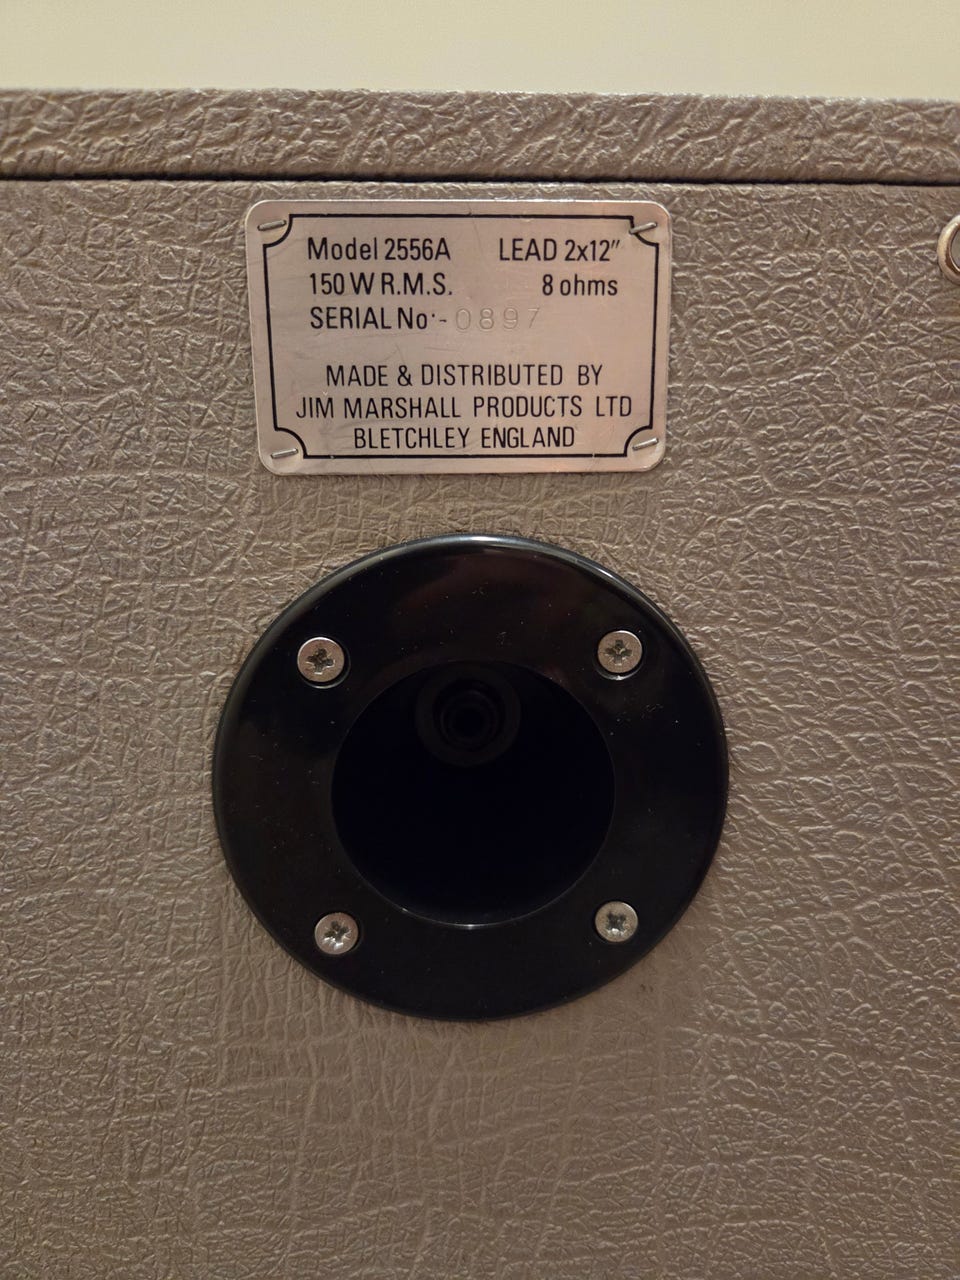 Model 2556A LEAD 2x12"
150 W R.M.S. 8 ohms
SERIAL No·- 0897
MADE & DISTRIBUTED BY
JIM MARSHALL PRODUCTS LTD
BLETCHLEY ENGLAND